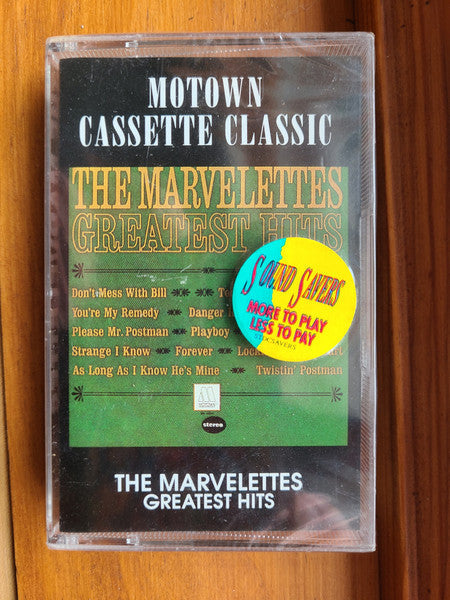 MOTOWN
CASSETTE CLASSIC
THE MARVELETTES
GREATEST HITS
Don't Mess With Bill
You're My Remedy Danger
Please Mr. Postman Playboy
Strange I Know Forever
As Long As I Know He's Mine Twistin' Postman
SOUND SAVERS
MORE TO PLAY
LESS TO PAY
stereo
THE MARVELETTES
GREATEST HITS